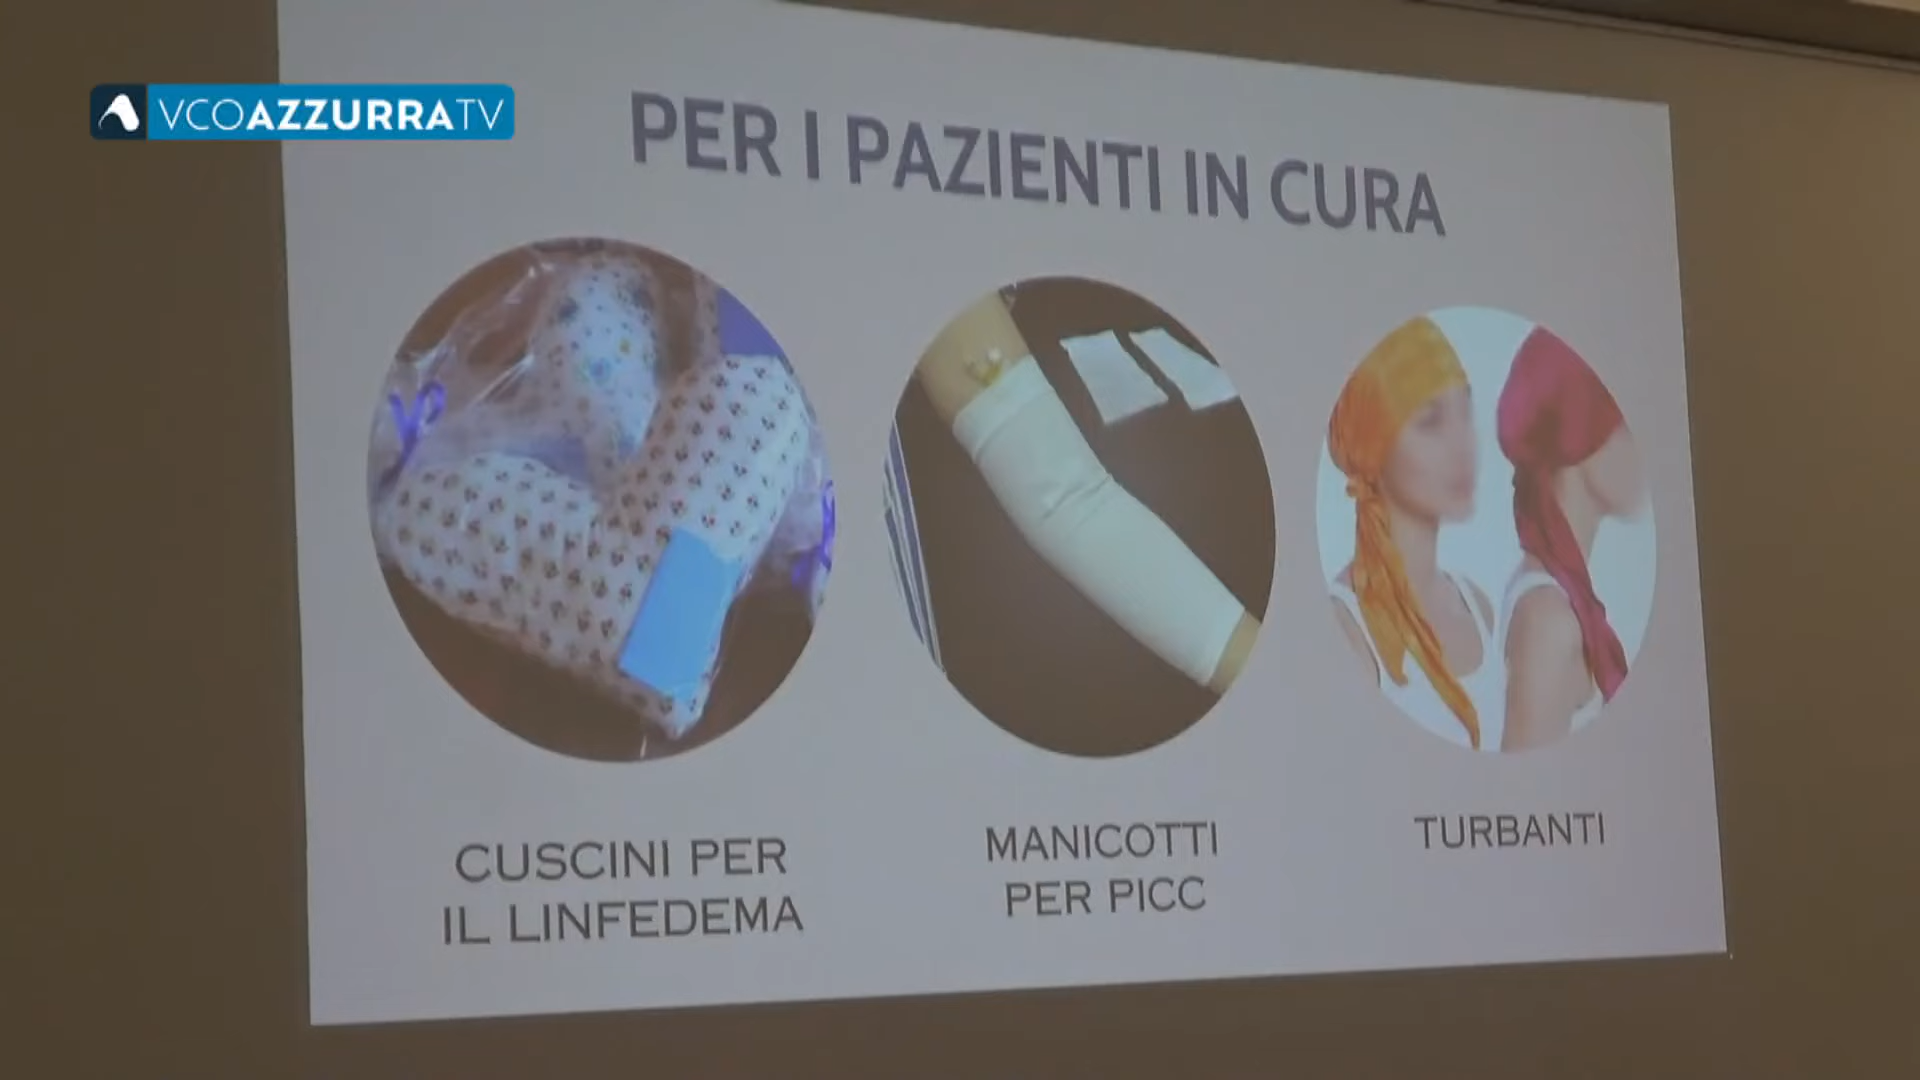 VCOAZZURRATV
PER I PAZIENTI IN CURA
CUSCINI PER
IL LINFEDEMA
MANICOTTI
PER PICC
TURBANTI